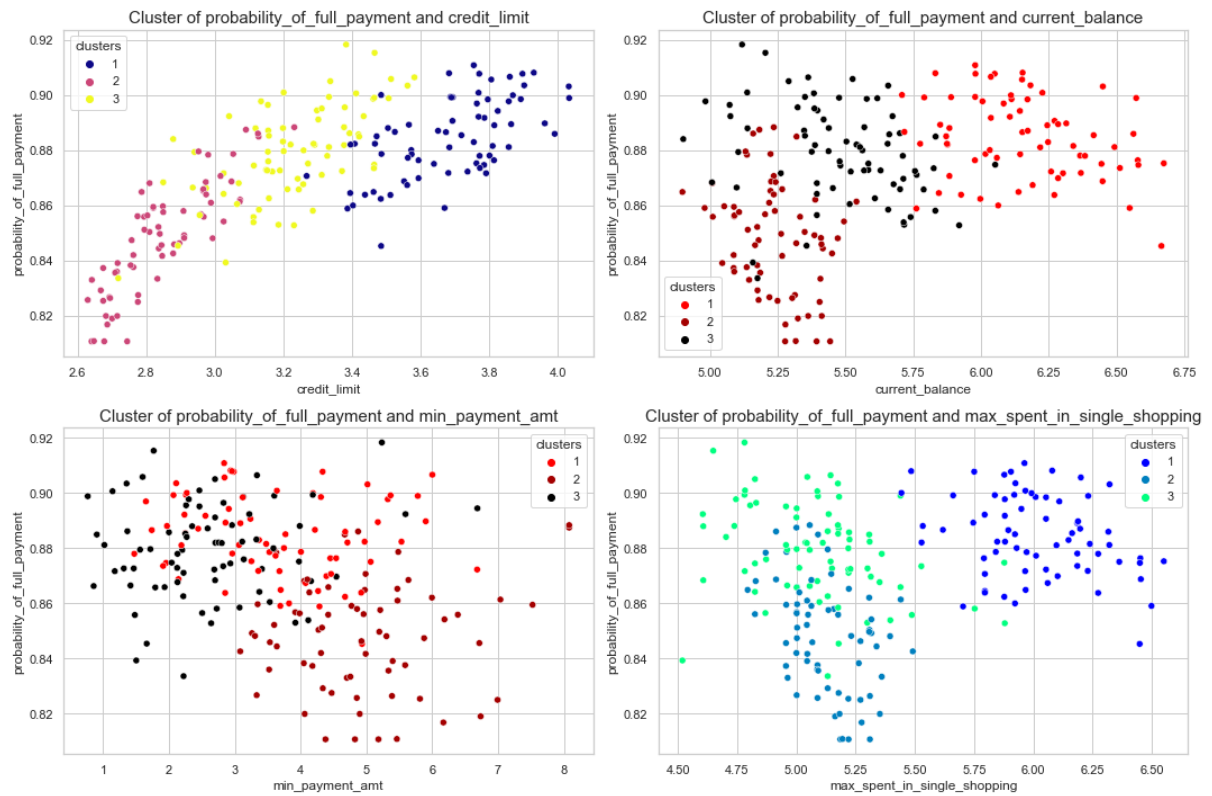 Cluster of probability_of_full_payment and credit_limit
probability_of_full_payment
0.92
0.90
0.88
0.86
0.84
0.82
clusters
1
2
3
2.6 2.8 3.0 3.2 3.4 3.6 3.8 4.0
credit_limit
Cluster of probability_of_full_payment and current_balance
probability_of_full_payment
0.92
0.90
0.88
0.86
0.84
0.82
clusters
1
2
3
5.00 5.25 5.50 5.75 6.00 6.25 6.50 6.75
current_balance
Cluster of probability_of_full_payment and min_payment_amt
probability_of_full_payment
0.92
0.90
0.88
0.86
0.84
0.82
clusters
1
2
3
1 2 3 4 5 6 7 8
min_payment_amt
Cluster of probability_of_full_payment and max_spent_in_single_shopping
probability_of_full_payment
0.92
0.90
0.88
0.86
0.84
0.82
clusters
1
2
3
4.50 4.75 5.00 5.25 5.50 5.75 6.00 6.25 6.50
max_spent_in_single_shopping